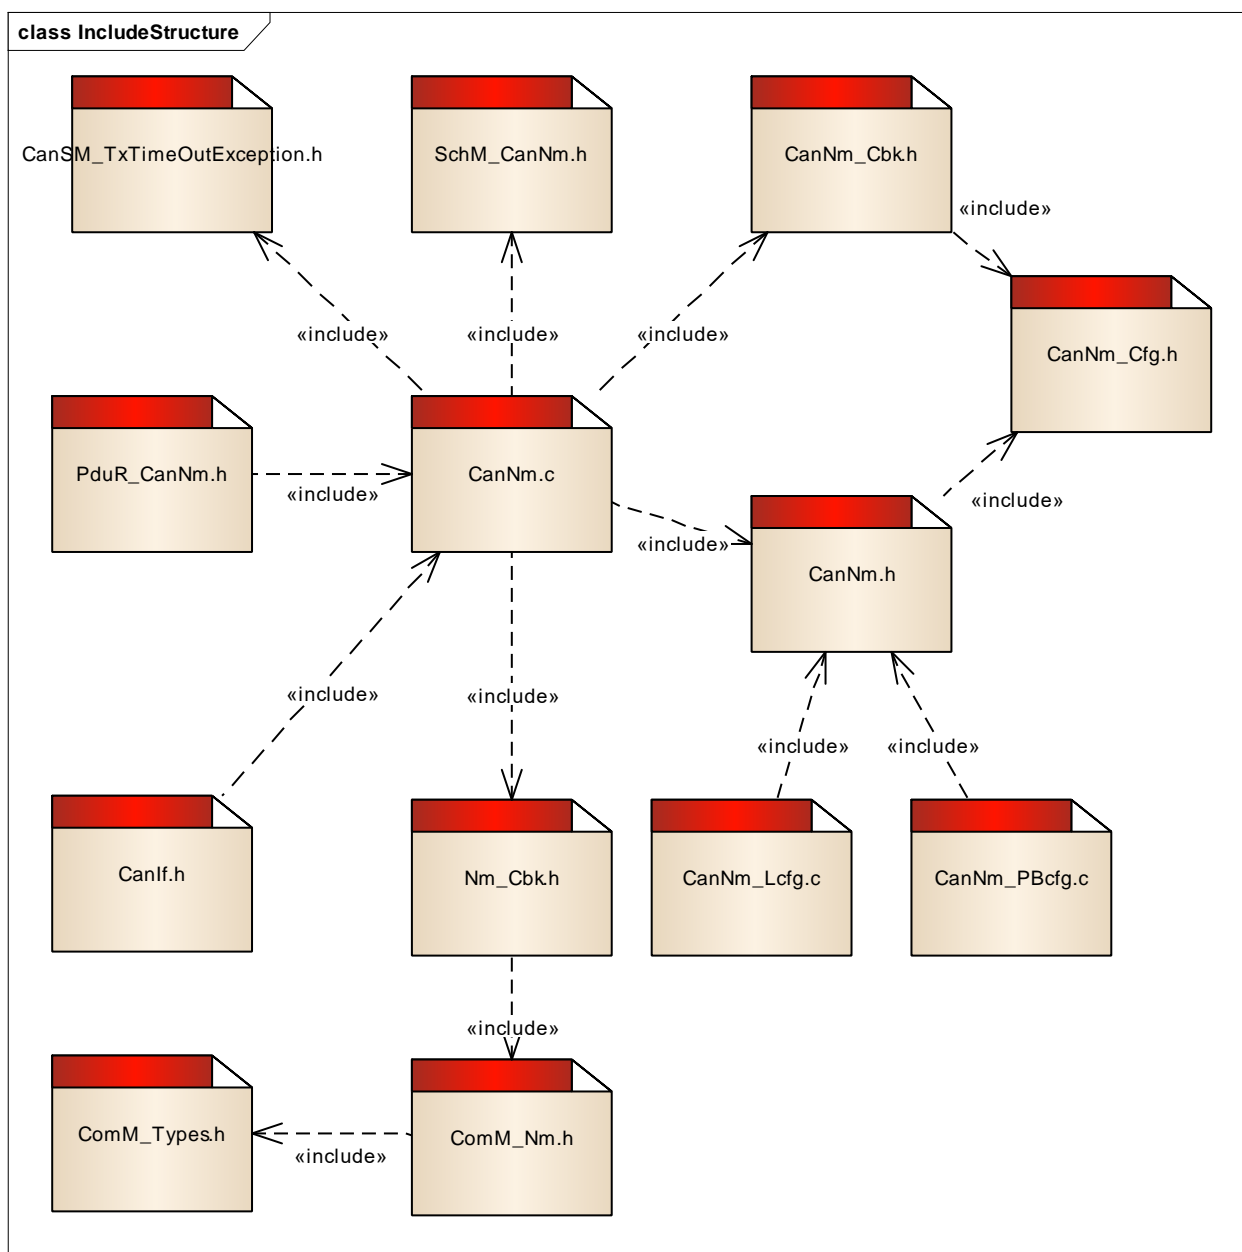 class IncludeStructure
CanSM_TxTimeOutException.h
SchM_CanNm.h
CanNm_Cbk.h
«include»
CanNm_Cfg.h
«include»
«include»
«include»
PduR_CanNm.h
«include»
CanNm.c
«include»
«include»
CanNm.h
«include»
«include»
«include»
«include»
CanIf.h
Nm_Cbk.h
CanNm_Lcfg.c
CanNm_PBcfg.c
«include»
ComM_Types.h
«include»
ComM_Nm.h